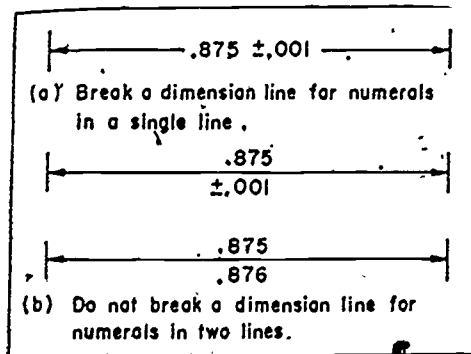 .875 ±.001
(a) Break a dimension line for numerals
in a single line.
.875
±.001
.875
.876
(b) Do not break a dimension line for
numerals in two lines.